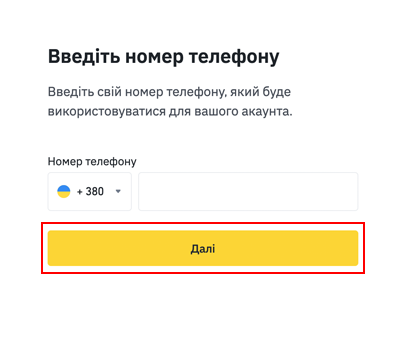 Введіть номер телефону
Введіть свій номер телефону, який буде
використовуватися для вашого акаунта.
Номер телефону
+ 380
Далі